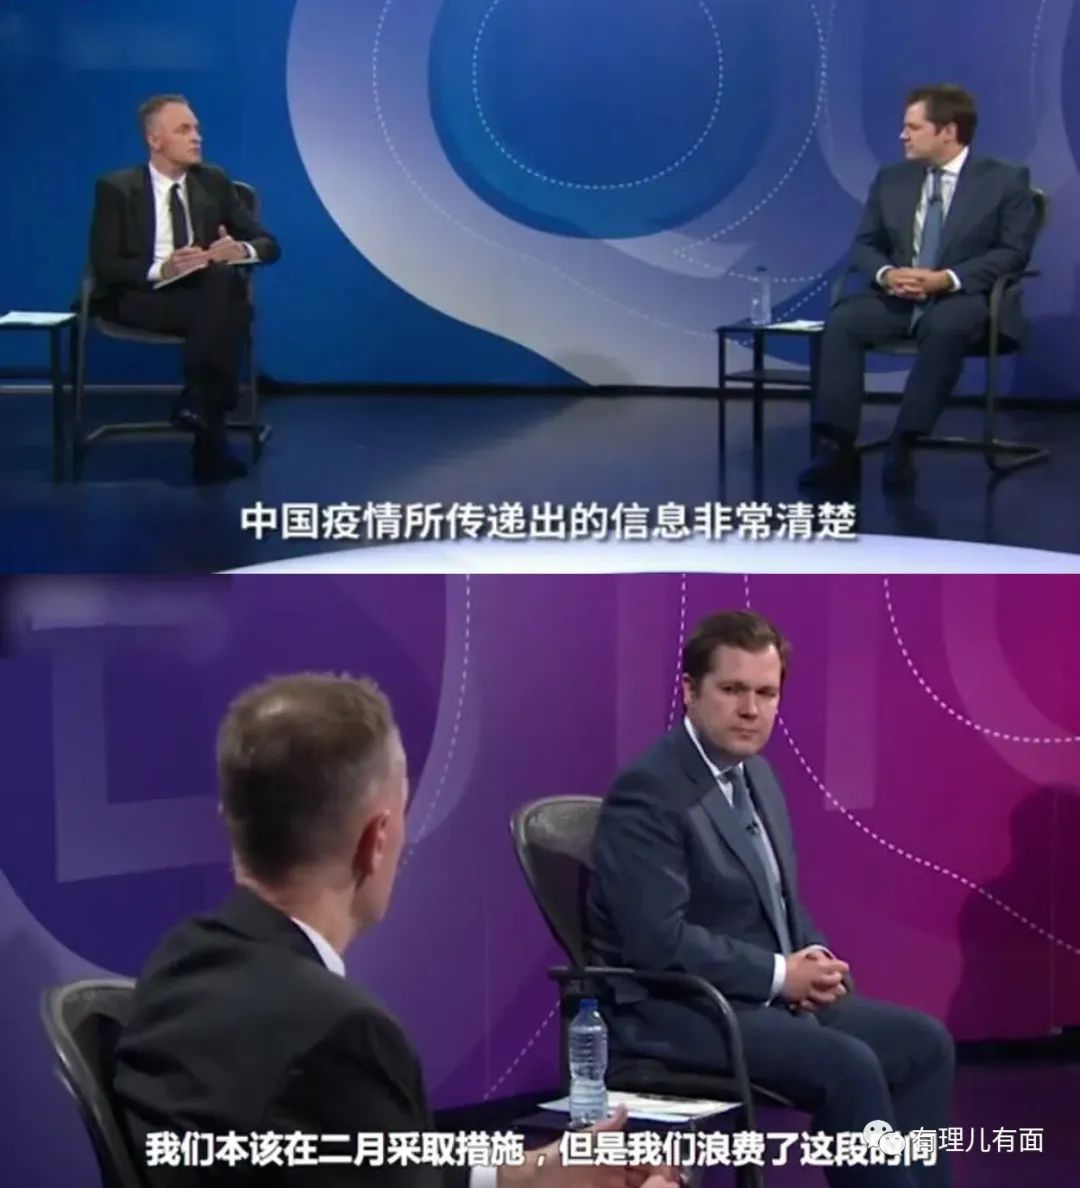 中国疫情所传递出的信息非常清楚
我们本该在二月采取措施，但是我们浪费了这段时间
有理儿有面